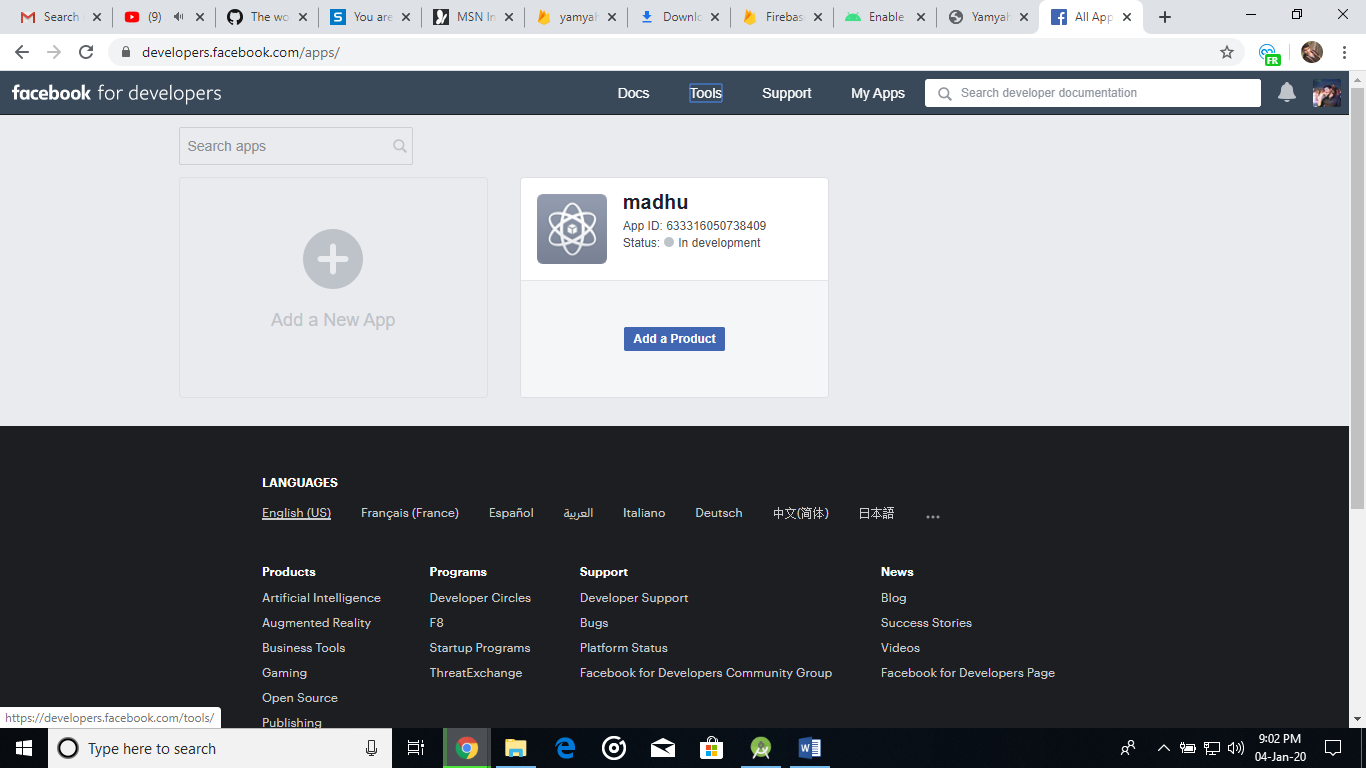 Search
(9)
The wo
You are
MSN In
yamyah
Downlo
Firebas
Enable
Yamyah
All App
developers.facebook.com/apps/
FR
facebook for developers
Docs
Tools
Support
My Apps
Search developer documentation
Search apps
Add a New App
madhu
App ID: 633316050738409
Status: In development
Add a Product
LANGUAGES
English (US) Français (France) Español العربية Italiano Deutsch 中文(简体) 日本語 ...
Products
Artificial Intelligence
Augmented Reality
Business Tools
Gaming
Open Source
Publishing
Programs
Developer Circles
F8
Startup Programs
ThreatExchange
Support
Developer Support
Bugs
Platform Status
Facebook for Developers Community Group
News
Blog
Success Stories
Videos
Facebook for Developers Page
https://developers.facebook.com/tools/
Type here to search
9:02 PM
04-Jan-20